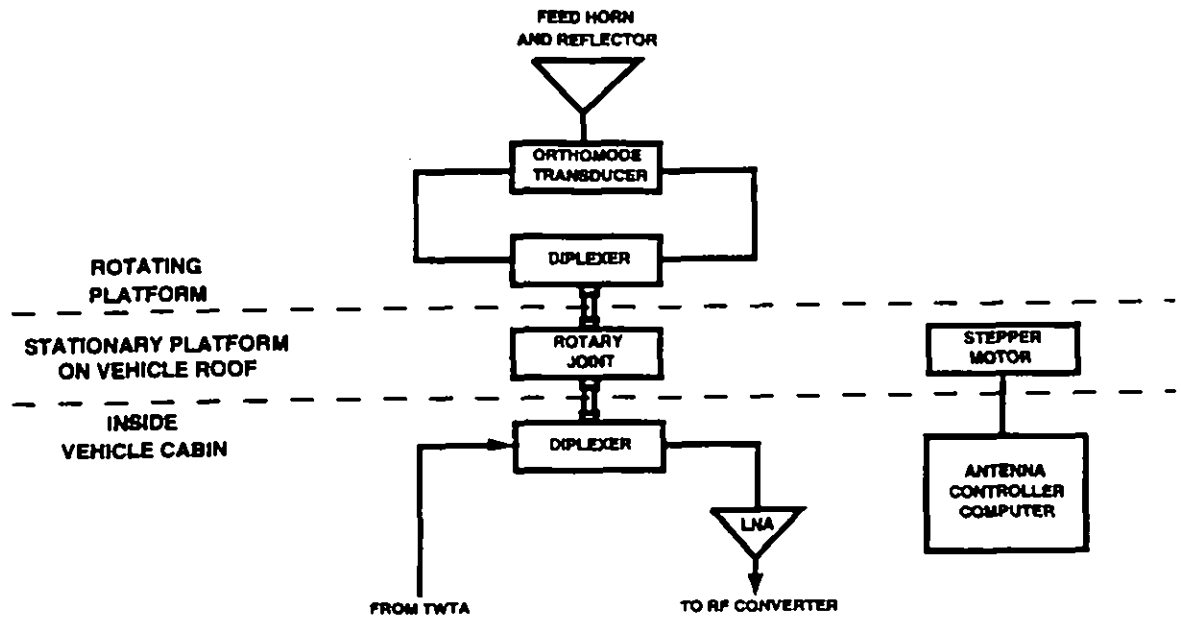 FEED HORN
AND REFLECTOR
ORTHOMODE
TRANSDUCER
DIPLEXER
ROTATING
PLATFORM
STATIONARY PLATFORM
ON VEHICLE ROOF
ROTARY
JOINT
STEPPER
MOTOR
INSIDE
VEHICLE CABIN
DIPLEXER
ANTENNA
CONTROLLER
COMPUTER
LNA
FROM TWTA
TO RF CONVERTER